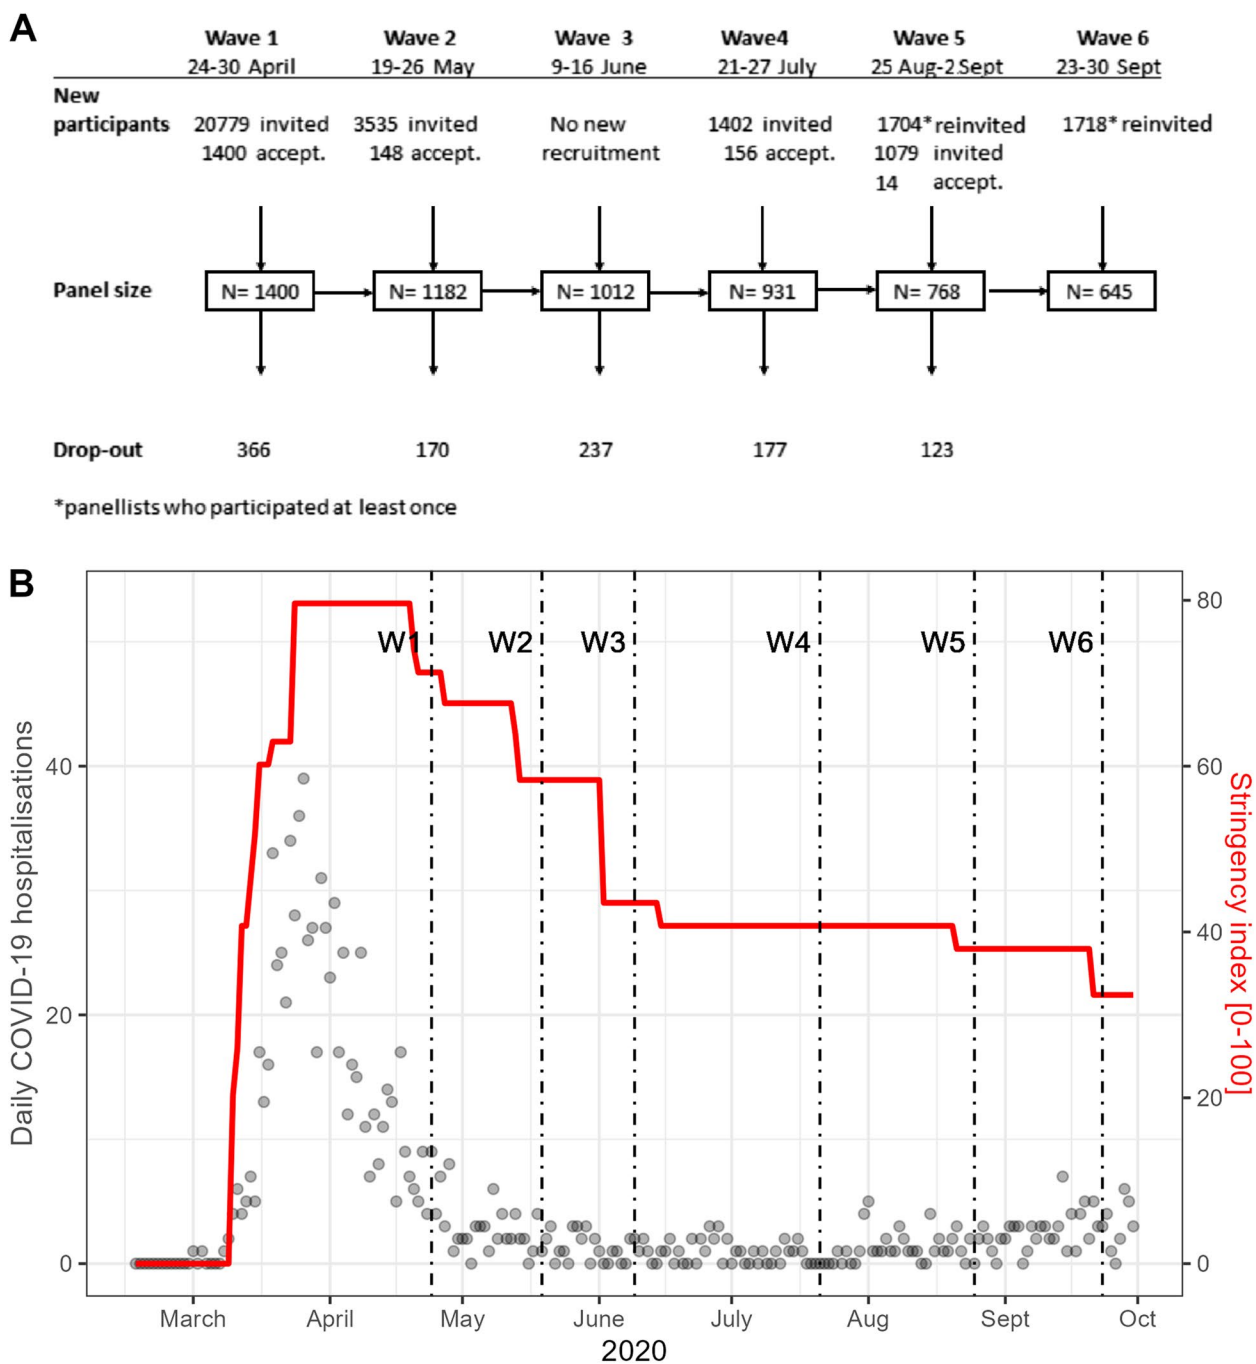 A
Wave 1 Wave 2 Wave 3 Wave4 Wave 5 Wave 6
24-30 April 19-26 May 9-16 June 21-27 July 25 Aug-2.Sept 23-30 Sept
New
participants 20779 invited 3535 invited No new 1402 invited 1704* reinvited 1718* reinvited
1400 accept. 148 accept. recruitment 156 accept. 1079 invited
14 accept.
Panel size N= 1400 N= 1182 N= 1012 N= 931 N= 768 N= 645
Drop-out 366 170 237 177 123
*panellists who participated at least once
B
W1 W2 W3 W4 W5 W6
Daily COVID-19 hospitalisations
40
20
0
80
60
40
20
0
Stringency index [0-100]
March April May June July Aug Sept Oct
2020